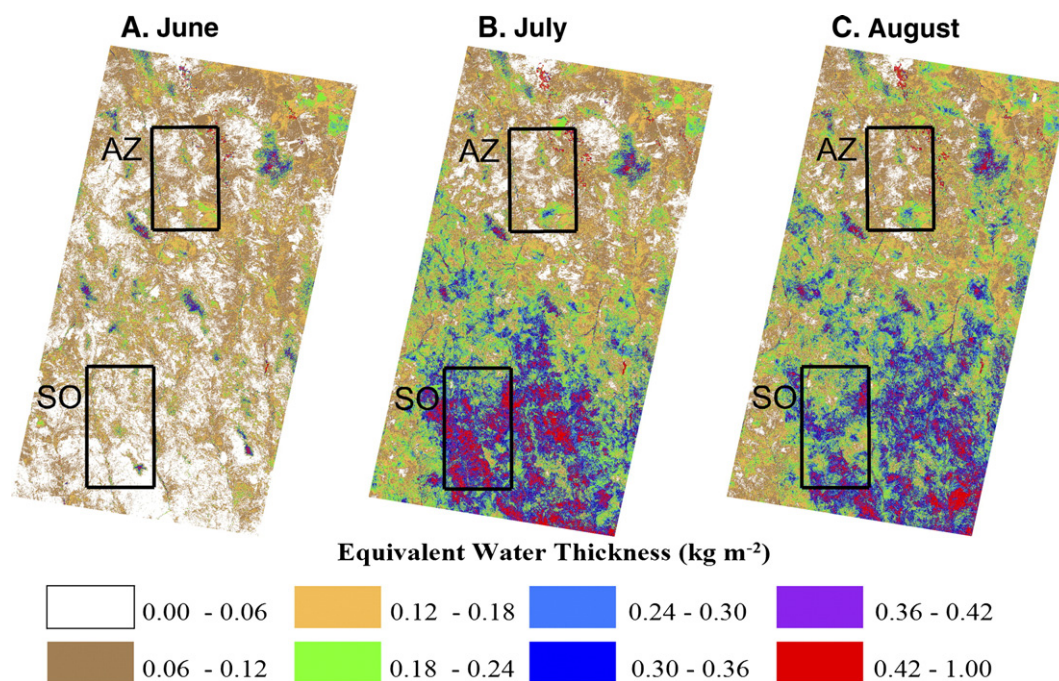 A. June
B. July
C. August
AZ
AZ
AZ
SO
SO
SO
Equivalent Water Thickness (kg m⁻²)
0.00 - 0.06
0.12 - 0.18
0.24 - 0.30
0.36 - 0.42
0.06 - 0.12
0.18 - 0.24
0.30 - 0.36
0.42 - 1.00